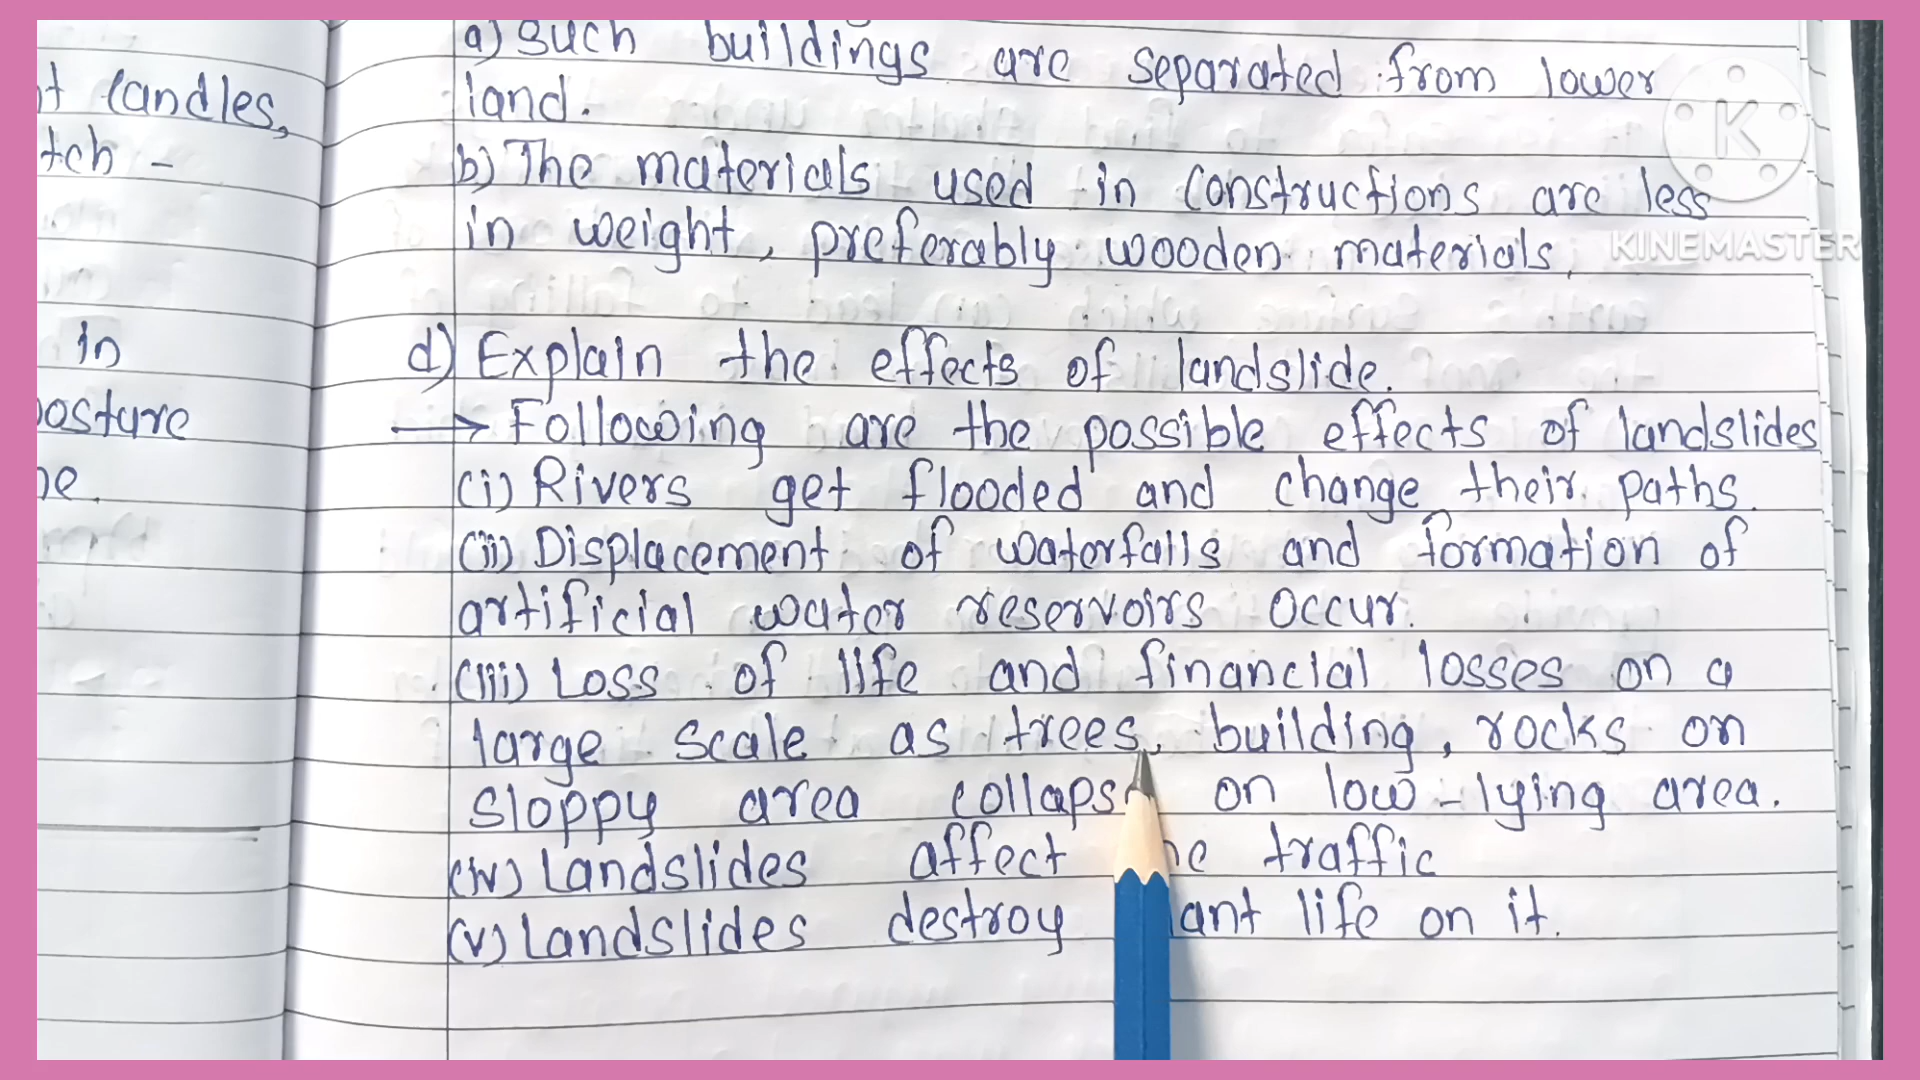 t candles,
tch -
in
posture
a) Such buildings are separated from lower
land.
b) The materials used in constructions are less
in weight, preferably wooden materials.
KINEMASTER
d) Explain the effects of landslide.
→ Following are the possible effects of landslides
(i) Rivers get flooded and change their paths.
(ii) Displacement of waterfalls and formation of
artificial water reservoirs occur.
(iii) Loss of life and financial losses on a
large scale as trees, building, rocks on
sloppy area collaps on low-lying area.
(iv) Landslides affect he traffic
(v) Landslides destroy lant life on it.